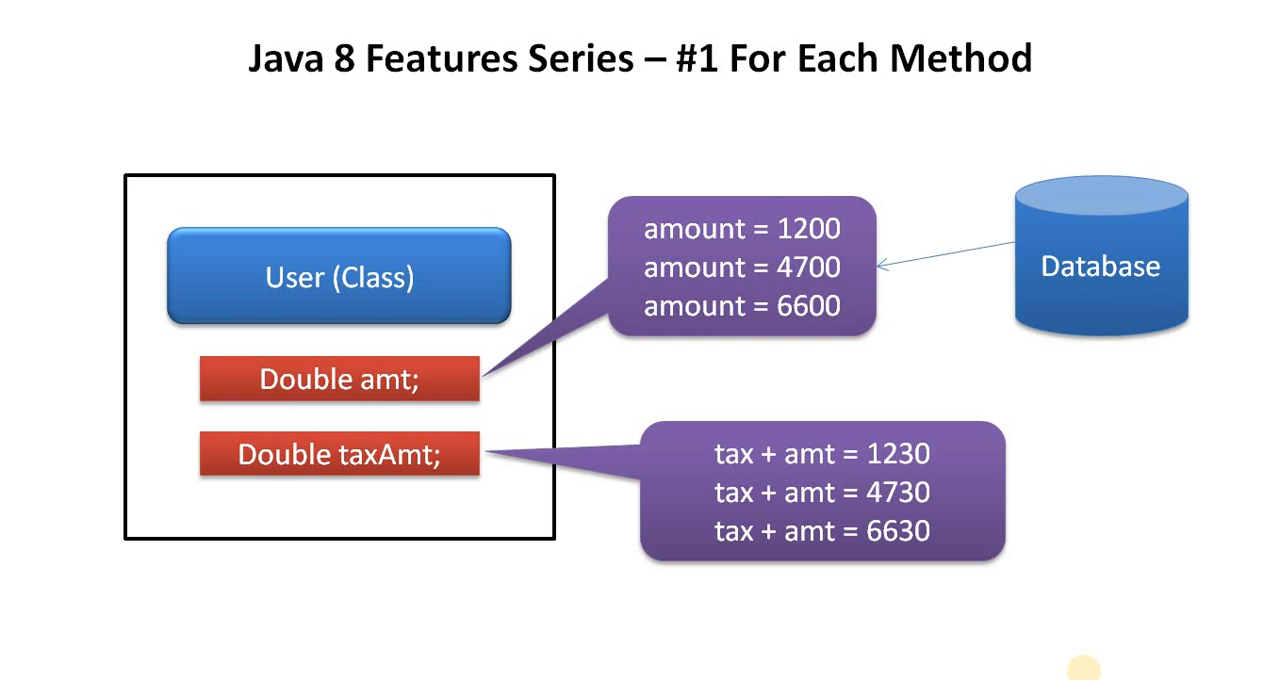 Java 8 Features Series – #1 For Each Method
User (Class)
Double amt;
Double taxAmt;
amount = 1200
amount = 4700
amount = 6600
Database
tax + amt = 1230
tax + amt = 4730
tax + amt = 6630